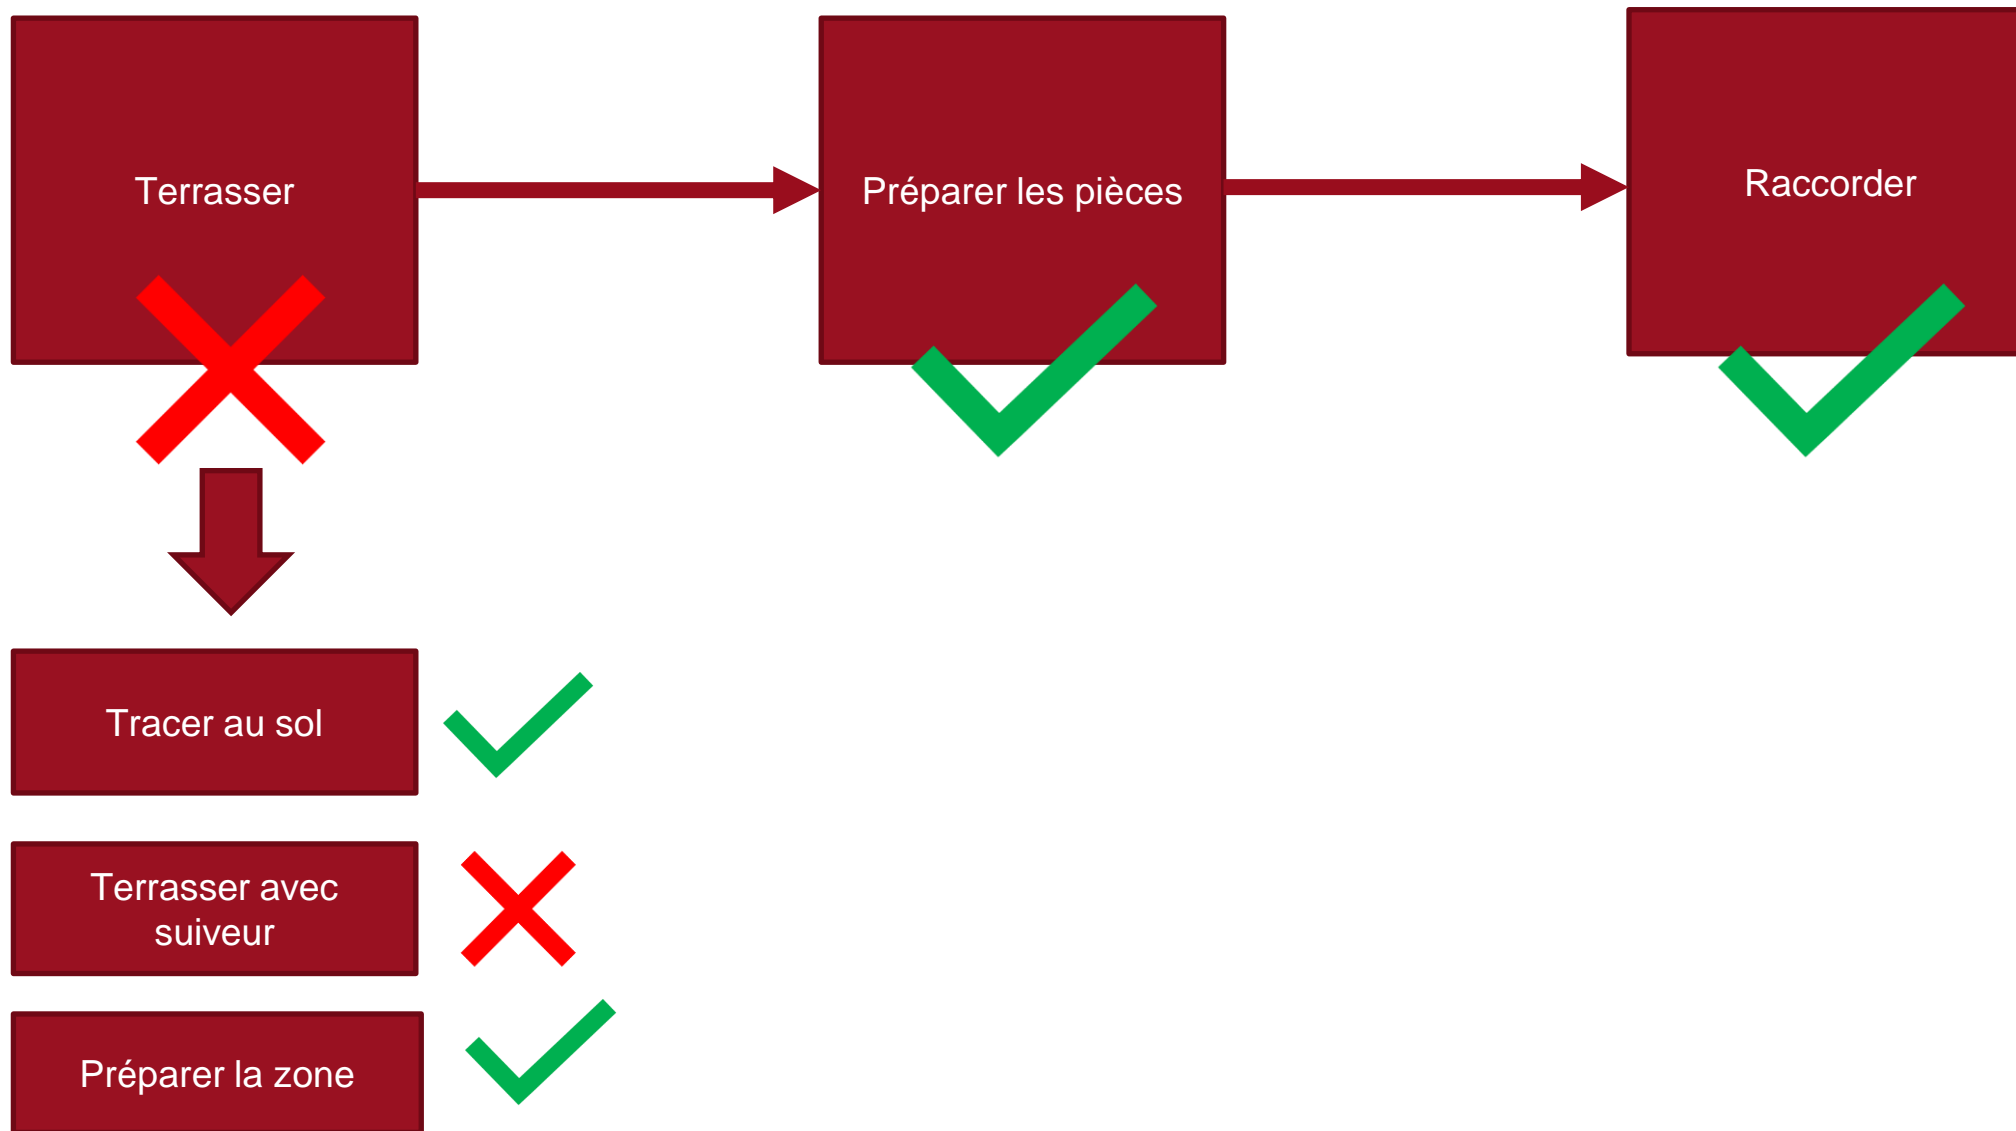 Terrasser
Préparer les pièces
Raccorder
Tracer au sol
Terrasser avec
suiveur
Préparer la zone